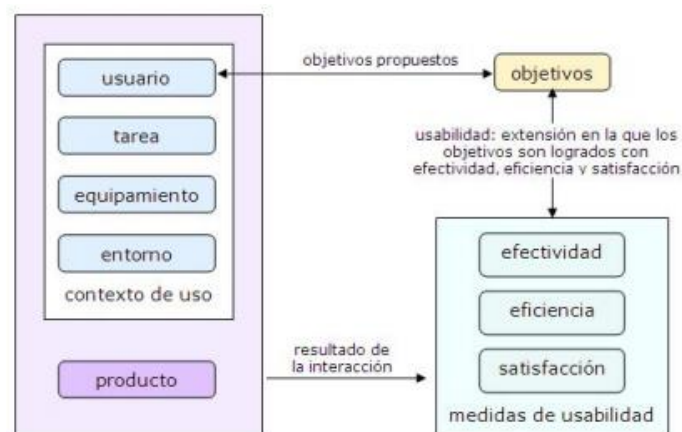 usuario
tarea
equipamiento
entorno
contexto de uso
producto
objetivos propuestos
objetivos
usabilidad: extensión en la que los
objetivos son logrados con
efectividad, eficiencia y satisfacción
resultado de
la interacción
efectividad
eficiencia
satisfacción
medidas de usabilidad